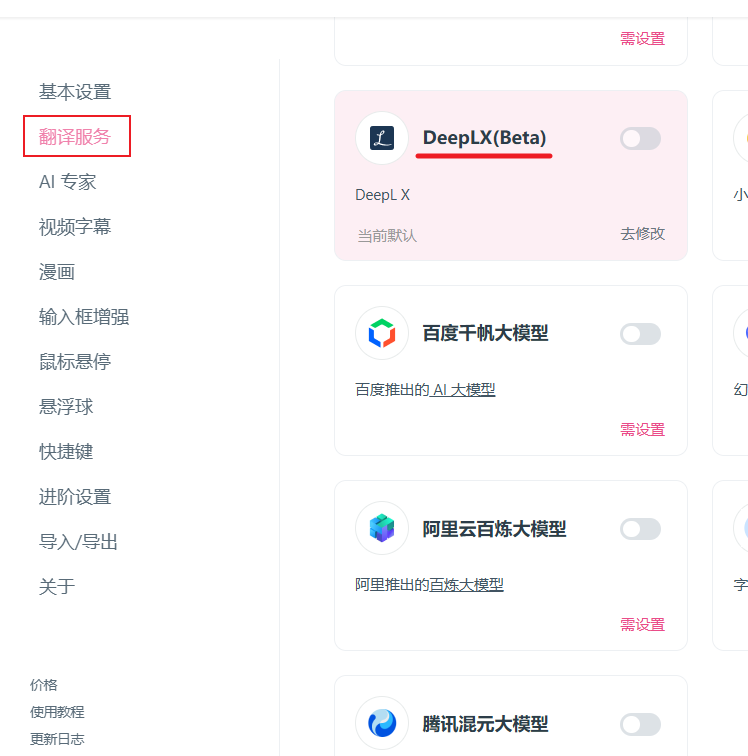 基本设置
翻译服务
AI 专家
视频字幕
漫画
输入框增强
鼠标悬停
悬浮球
快捷键
进阶设置
导入/导出
关于
价格
使用教程
更新日志
需设置
DeepLX(Beta)
DeepL X
当前默认
去修改
百度千帆大模型
百度推出的 AI 大模型
需设置
阿里云百炼大模型
阿里推出的百炼大模型
需设置
腾讯混元大模型
小
幻
字